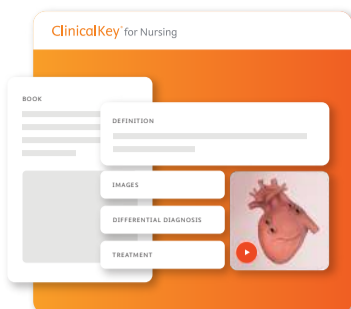 ClinicalKey® for Nursing
BOOK
DEFINITION
IMAGES
DIFFERENTIAL DIAGNOSIS
TREATMENT